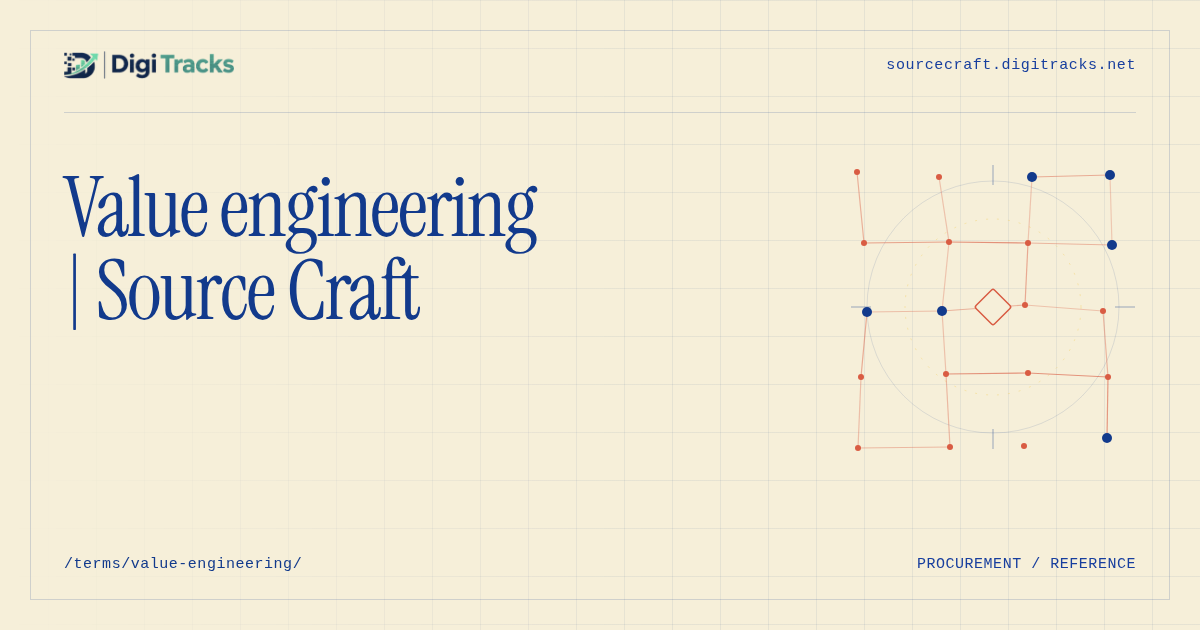 DigiTracks
sourcecraft.digitracks.net
Value engineering
| Source Craft
/terms/value-engineering/
PROCUREMENT / REFERENCE